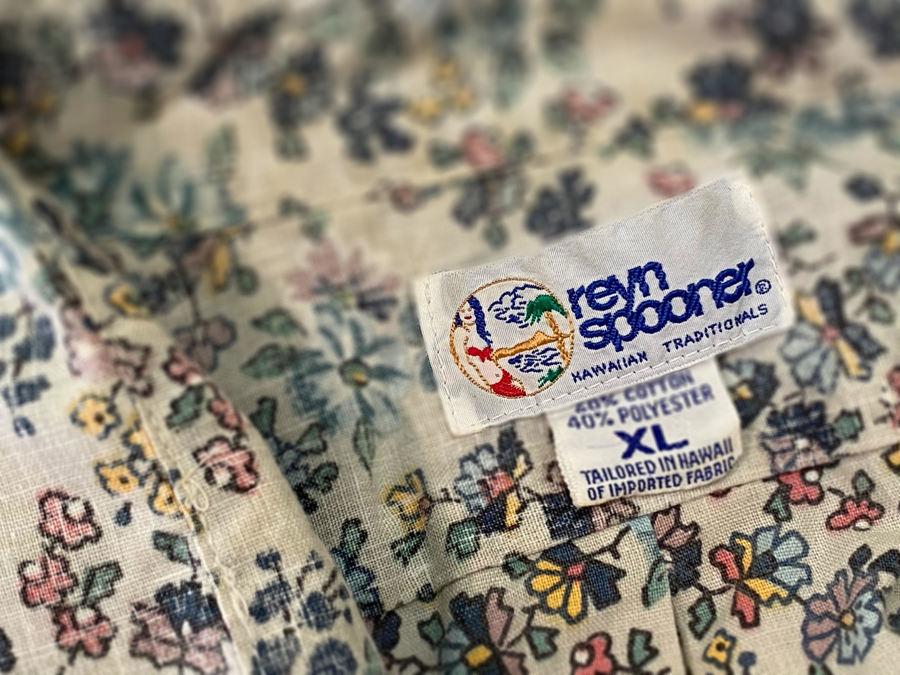 reyn
spooner®
HAWAIIAN TRADITIONALS
COTTON
40% POLYESTER
XL
TAILORED IN HAWAII
OF IMPORTED FABRIC